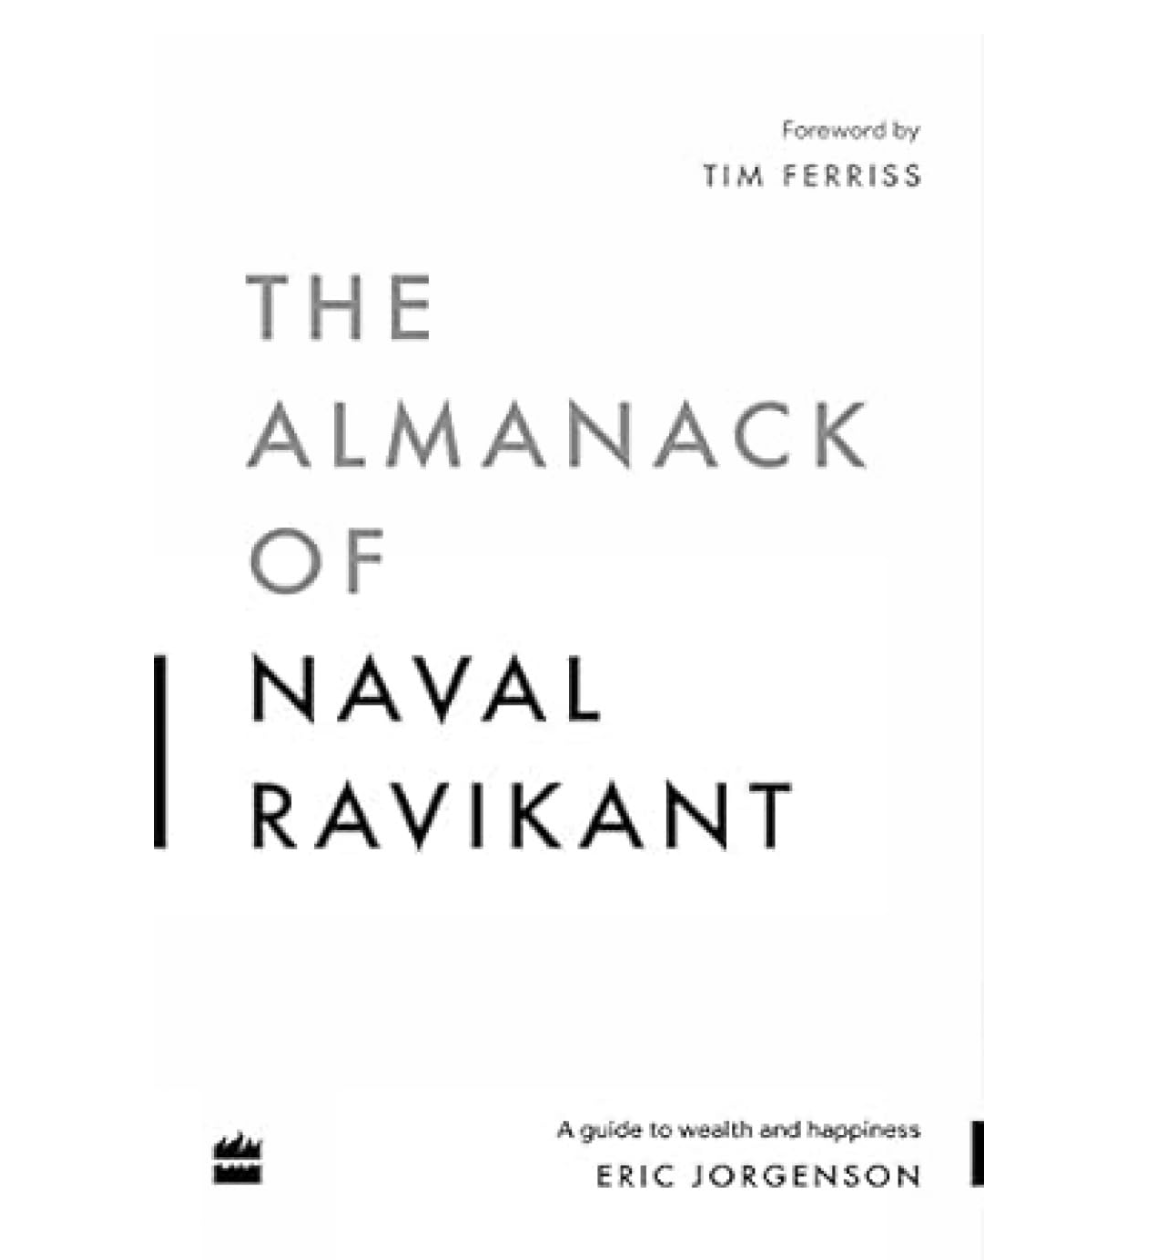 Foreword by
TIM FERRISS
THE
ALMANACK
OF
NAVAL
RAVIKANT
A guide to wealth and happiness
ERIC JORGENSON